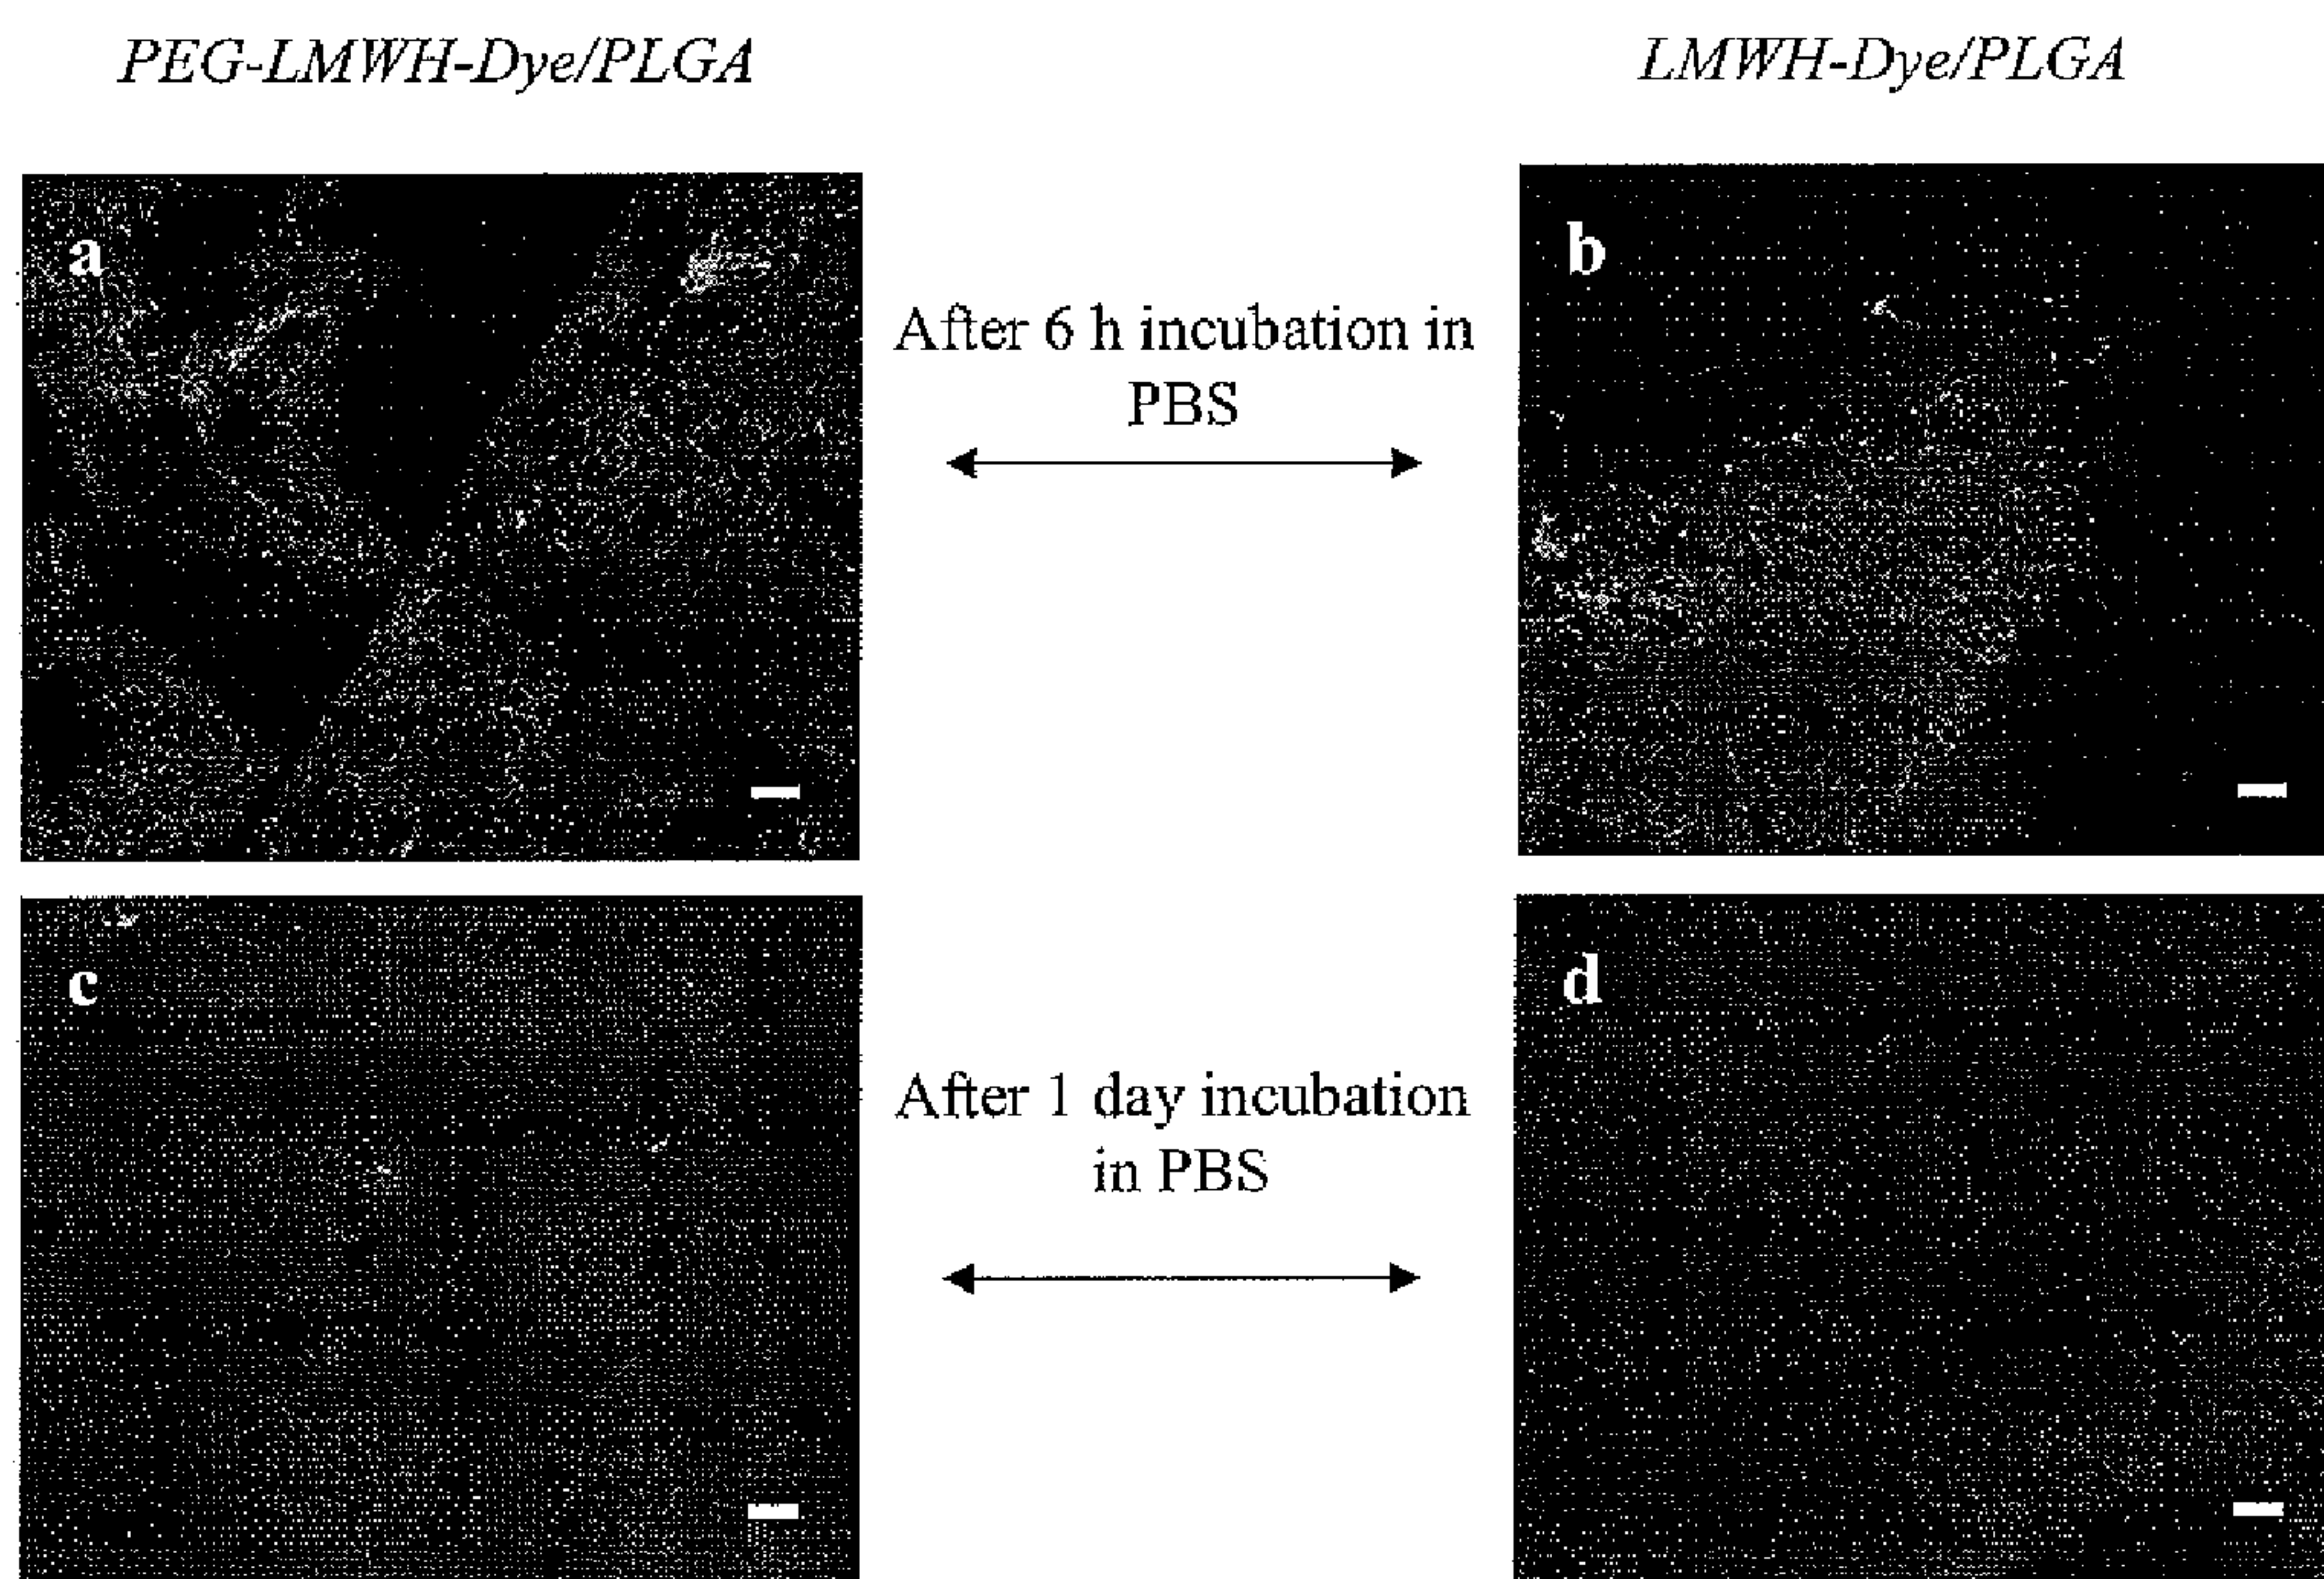 PEG-LMWH-Dye/PLGA
LMWH-Dye/PLGA
a
After 6 h incubation in
PBS
b
c
After 1 day incubation
in PBS
d